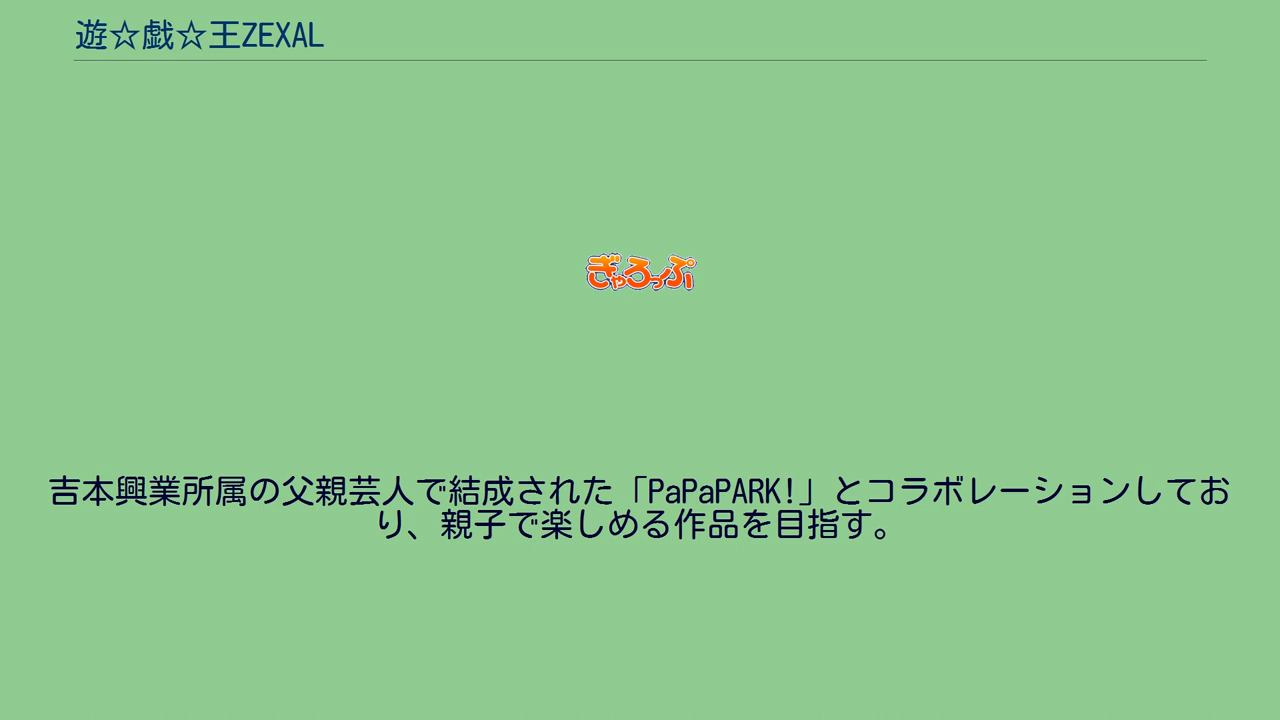 遊☆戯☆王ZEXAL
ぎゃろっぷ
吉本興業所属の父親芸人で結成された「PaPaPARK!」とコラボレーションしてお
り、親子で楽しめる作品を目指す。